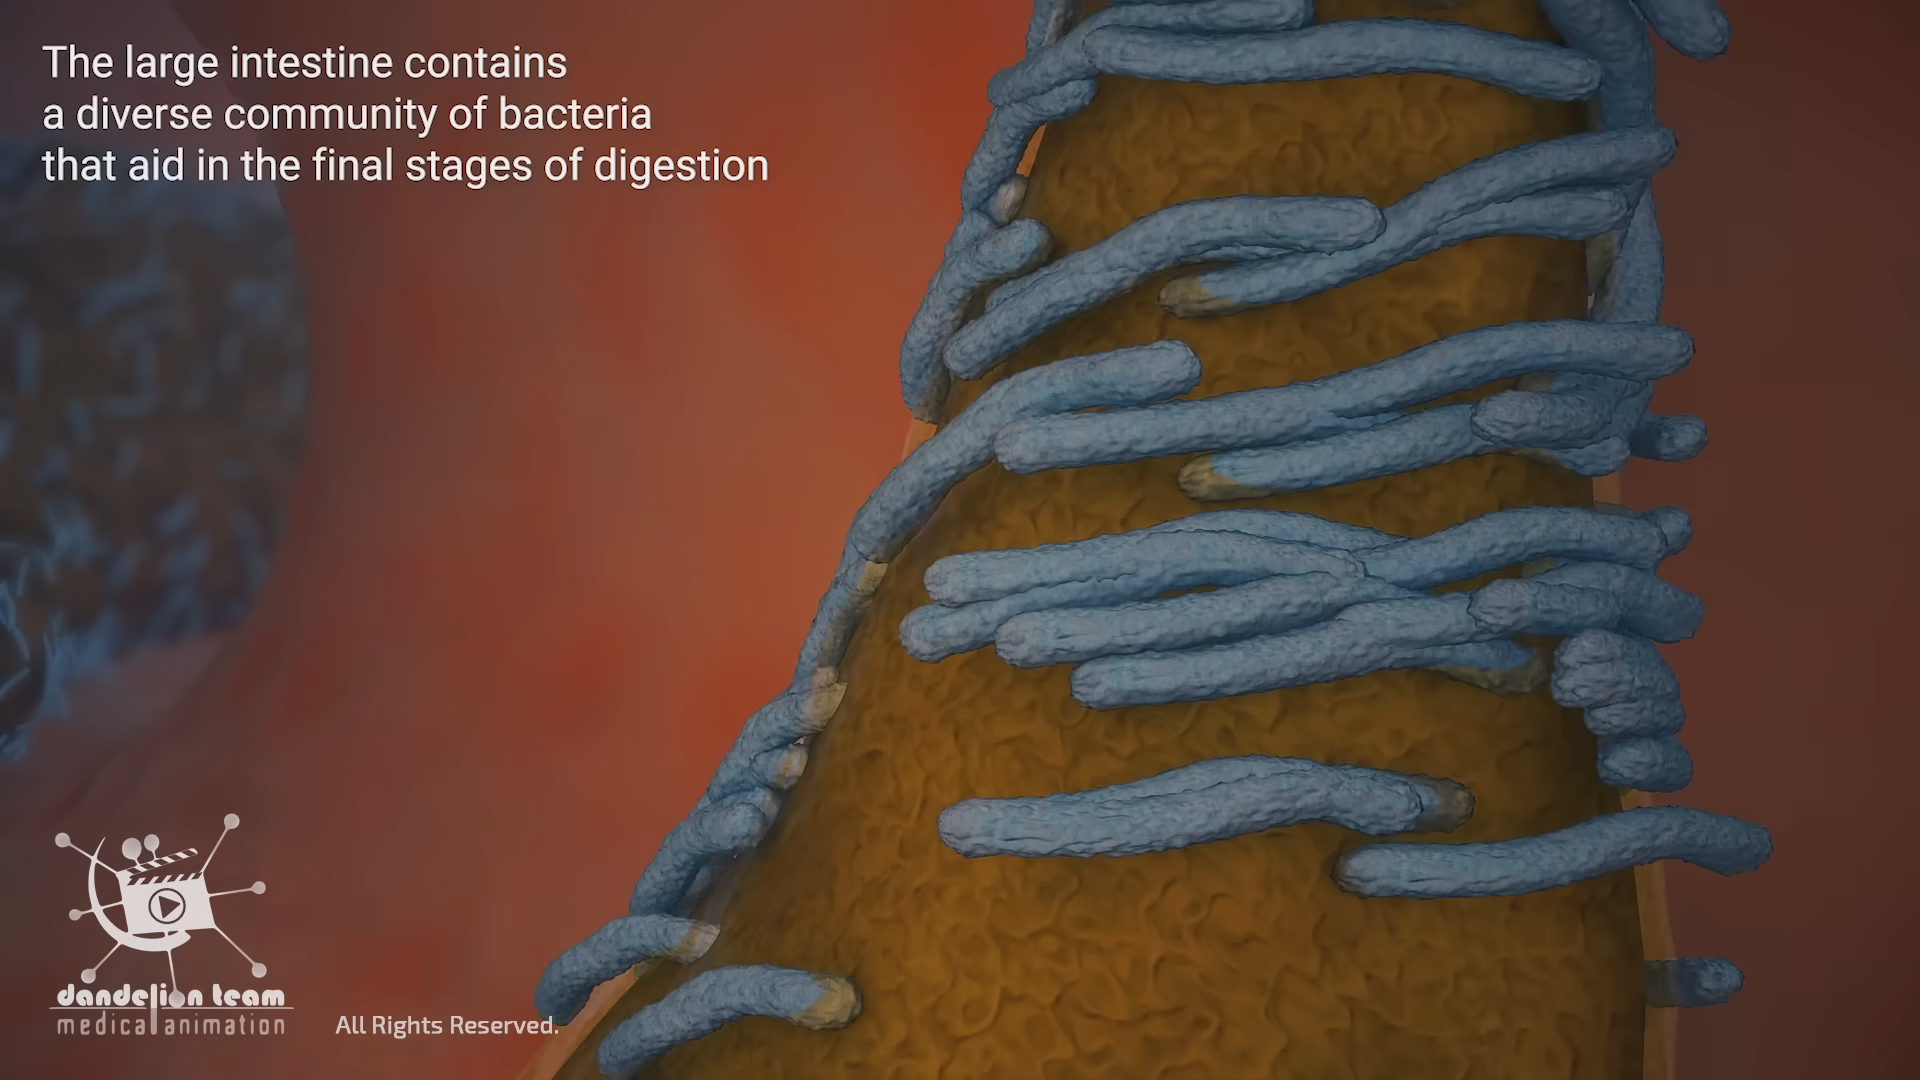 The large intestine contains
a diverse community of bacteria
that aid in the final stages of digestion
dandelion team
medical animation
All Rights Reserved.